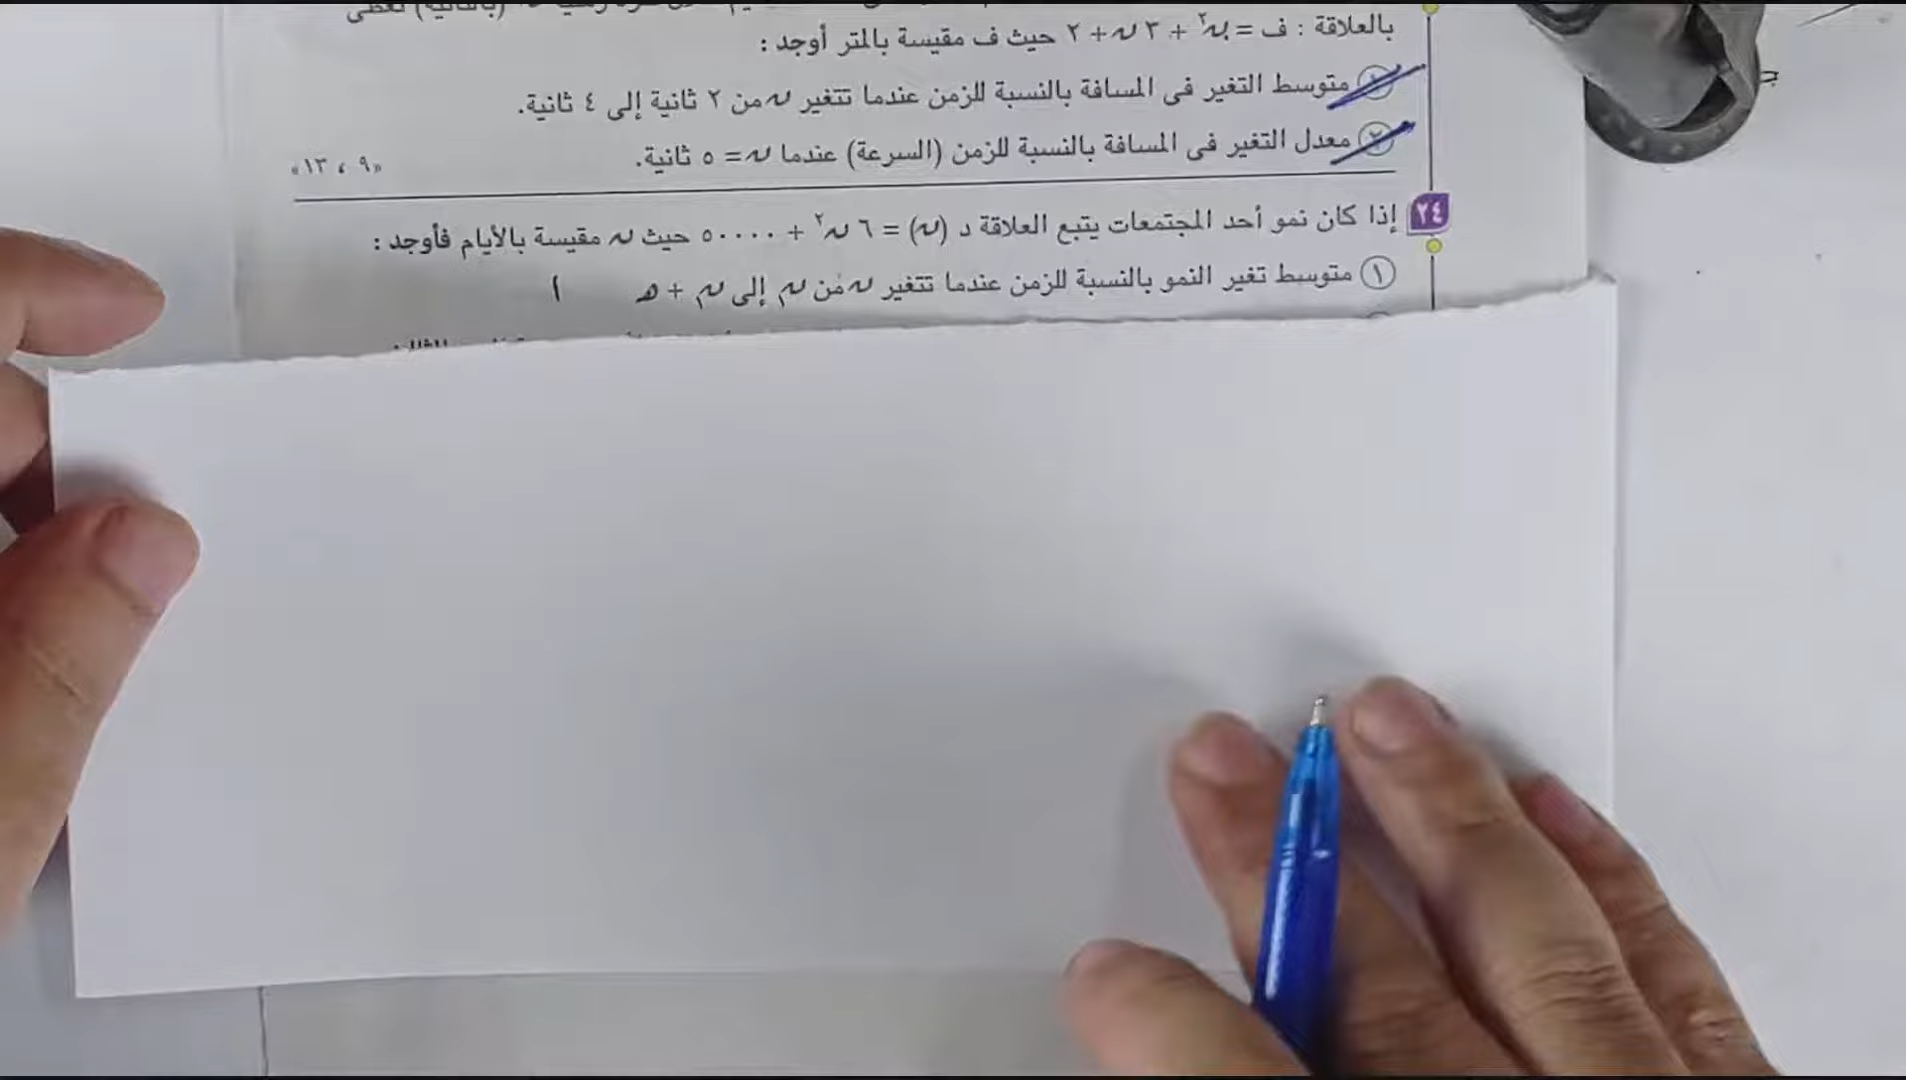 بالعلاقة : ف = ن٢ + ٣ ن + ٢ حيث ف مقيسة بالمتر أوجد :
١ متوسط التغير فى المسافة بالنسبة للزمن عندما تتغير ن من ٢ ثانية إلى ٤ ثانية.
٢ معدل التغير فى المسافة بالنسبة للزمن (السرعة) عندما ن = ٥ ثانية.
«٩ ، ١٣»
٢٤ إذا كان نمو أحد المجتمعات يتبع العلاقة د (ن) = ٦ ن٢ + ٥٠٠٠٠ حيث ن مقيسة بالأيام فأوجد :
١ متوسط تغير النمو بالنسبة للزمن عندما تتغير ن من ن إلى ن + هـ